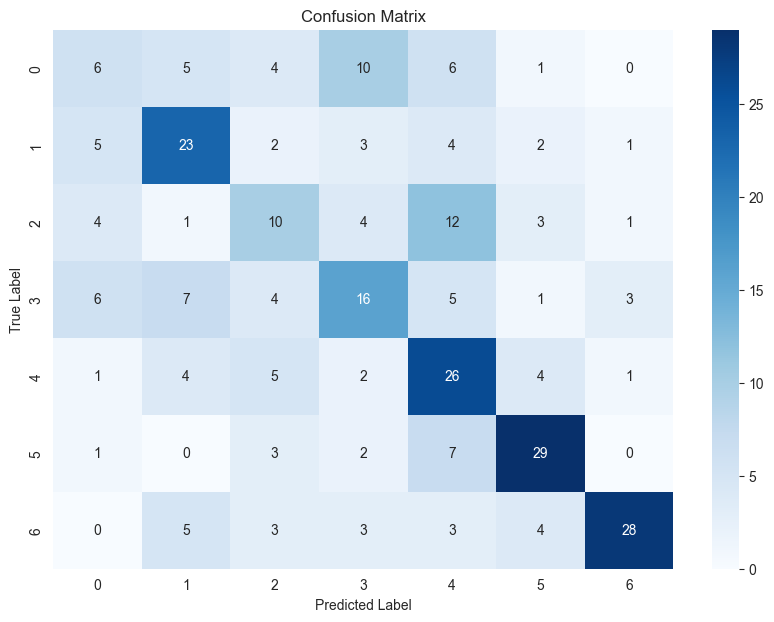 Confusion Matrix
True Label
0 6 5 4 10 6 1 0
1 5 23 2 3 4 2 1
2 4 1 10 4 12 3 1
3 6 7 4 16 5 1 3
4 1 4 5 2 26 4 1
5 1 0 3 2 7 29 0
6 0 5 3 3 3 4 28
0 1 2 3 4 5 6
Predicted Label
25
20
15
10
5
0